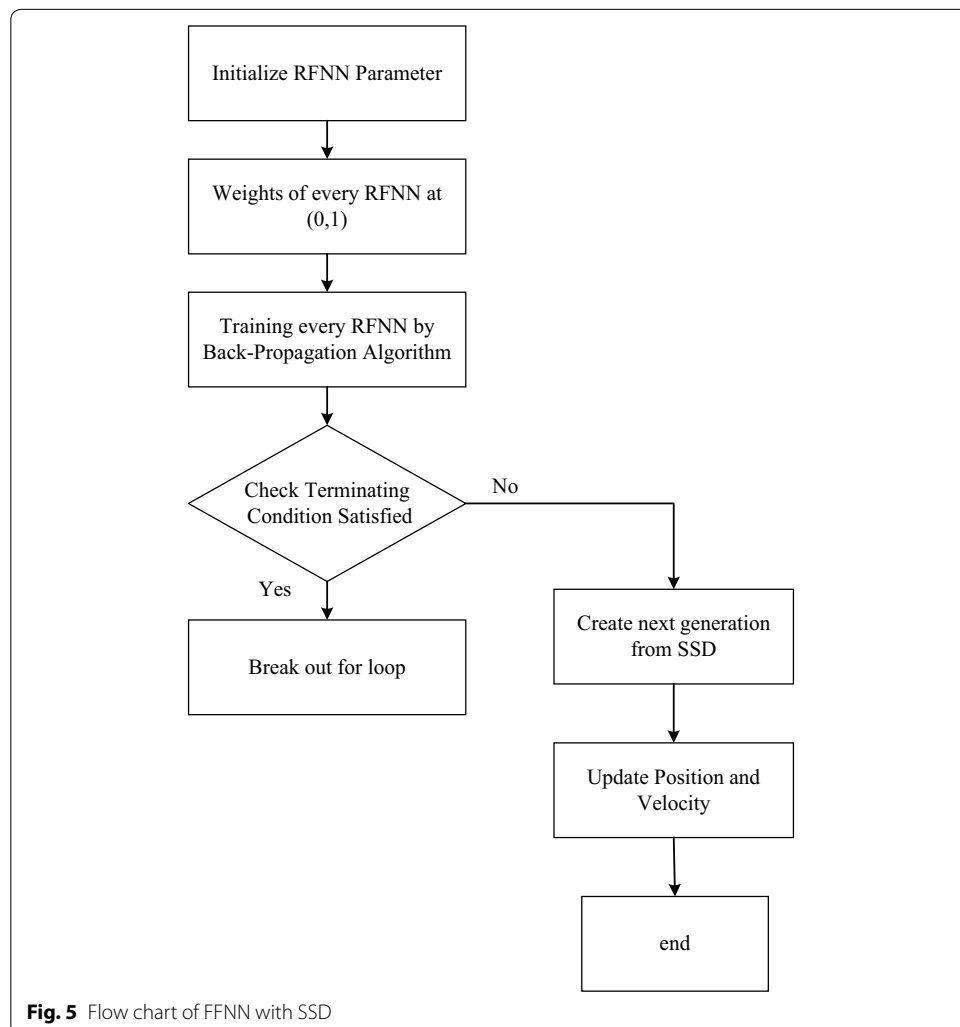 Initialize RFNN Parameter
Weights of every RFNN at
(0,1)
Training every RFNN by
Back-Propagation Algorithm
Check Terminating
Condition Satisfied
No
Yes
Break out for loop
Create next generation
from SSD
Update Position and
Velocity
end
Fig. 5 Flow chart of FFNN with SSD